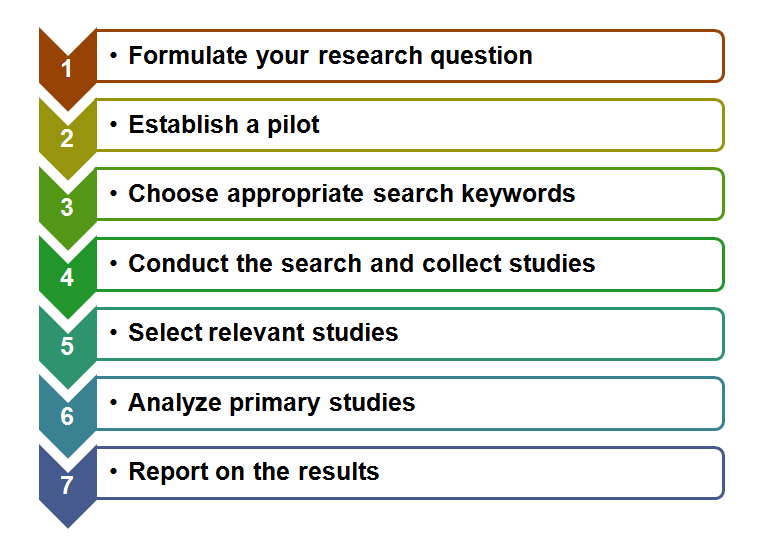 1
• Formulate your research question
2
• Establish a pilot
3
• Choose appropriate search keywords
4
• Conduct the search and collect studies
5
• Select relevant studies
6
• Analyze primary studies
7
• Report on the results